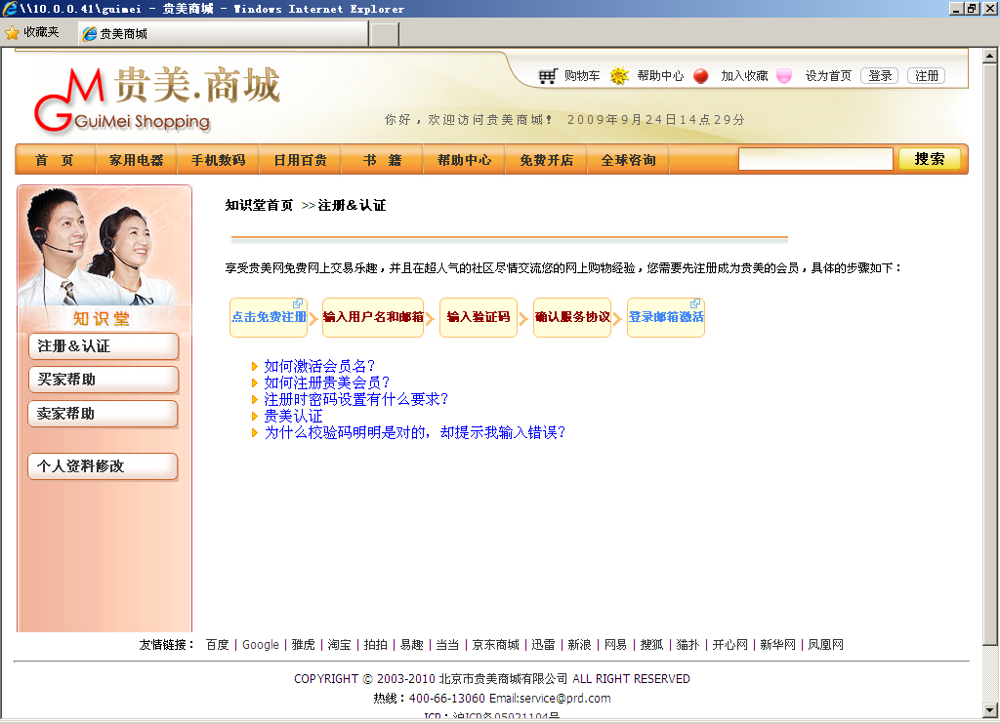 \\10.0.0.41\guimei - 贵美商城 - Windows Internet Explorer
收藏夹 贵美商城
GM 贵美.商城
GuiMei Shopping
购物车 帮助中心 加入收藏 设为首页 登录 注册
你好，欢迎访问贵美商城！ 2009年9月24日14点29分
首 页 家用电器 手机数码 日用百货 书 籍 帮助中心 免费开店 全球咨询 搜索
知识堂
注册＆认证
买家帮助
卖家帮助
个人资料修改
知识堂首页 >>注册＆认证
享受贵美网免费网上交易乐趣，并且在超人气的社区尽情交流您的网上购物经验，您需要先注册成为贵美的会员，具体的步骤如下：
点击免费注册 输入用户名和邮箱 输入验证码 确认服务协议 登录邮箱激活
如何激活会员名？
如何注册贵美会员？
注册时密码设置有什么要求？
贵美认证
为什么校验码明明是对的，却提示我输入错误？
友情链接： 百度 | Google | 雅虎 | 淘宝 | 拍拍 | 易趣 | 当当 | 京东商城 | 迅雷 | 新浪 | 网易 | 搜狐 | 猫扑 | 开心网 | 新华网 | 凤凰网
COPYRIGHT © 2003-2010 北京市贵美商城有限公司 ALL RIGHT RESERVED
热线：400-66-13060 Email:service@prd.com
ICP：沪ICP备05021104号